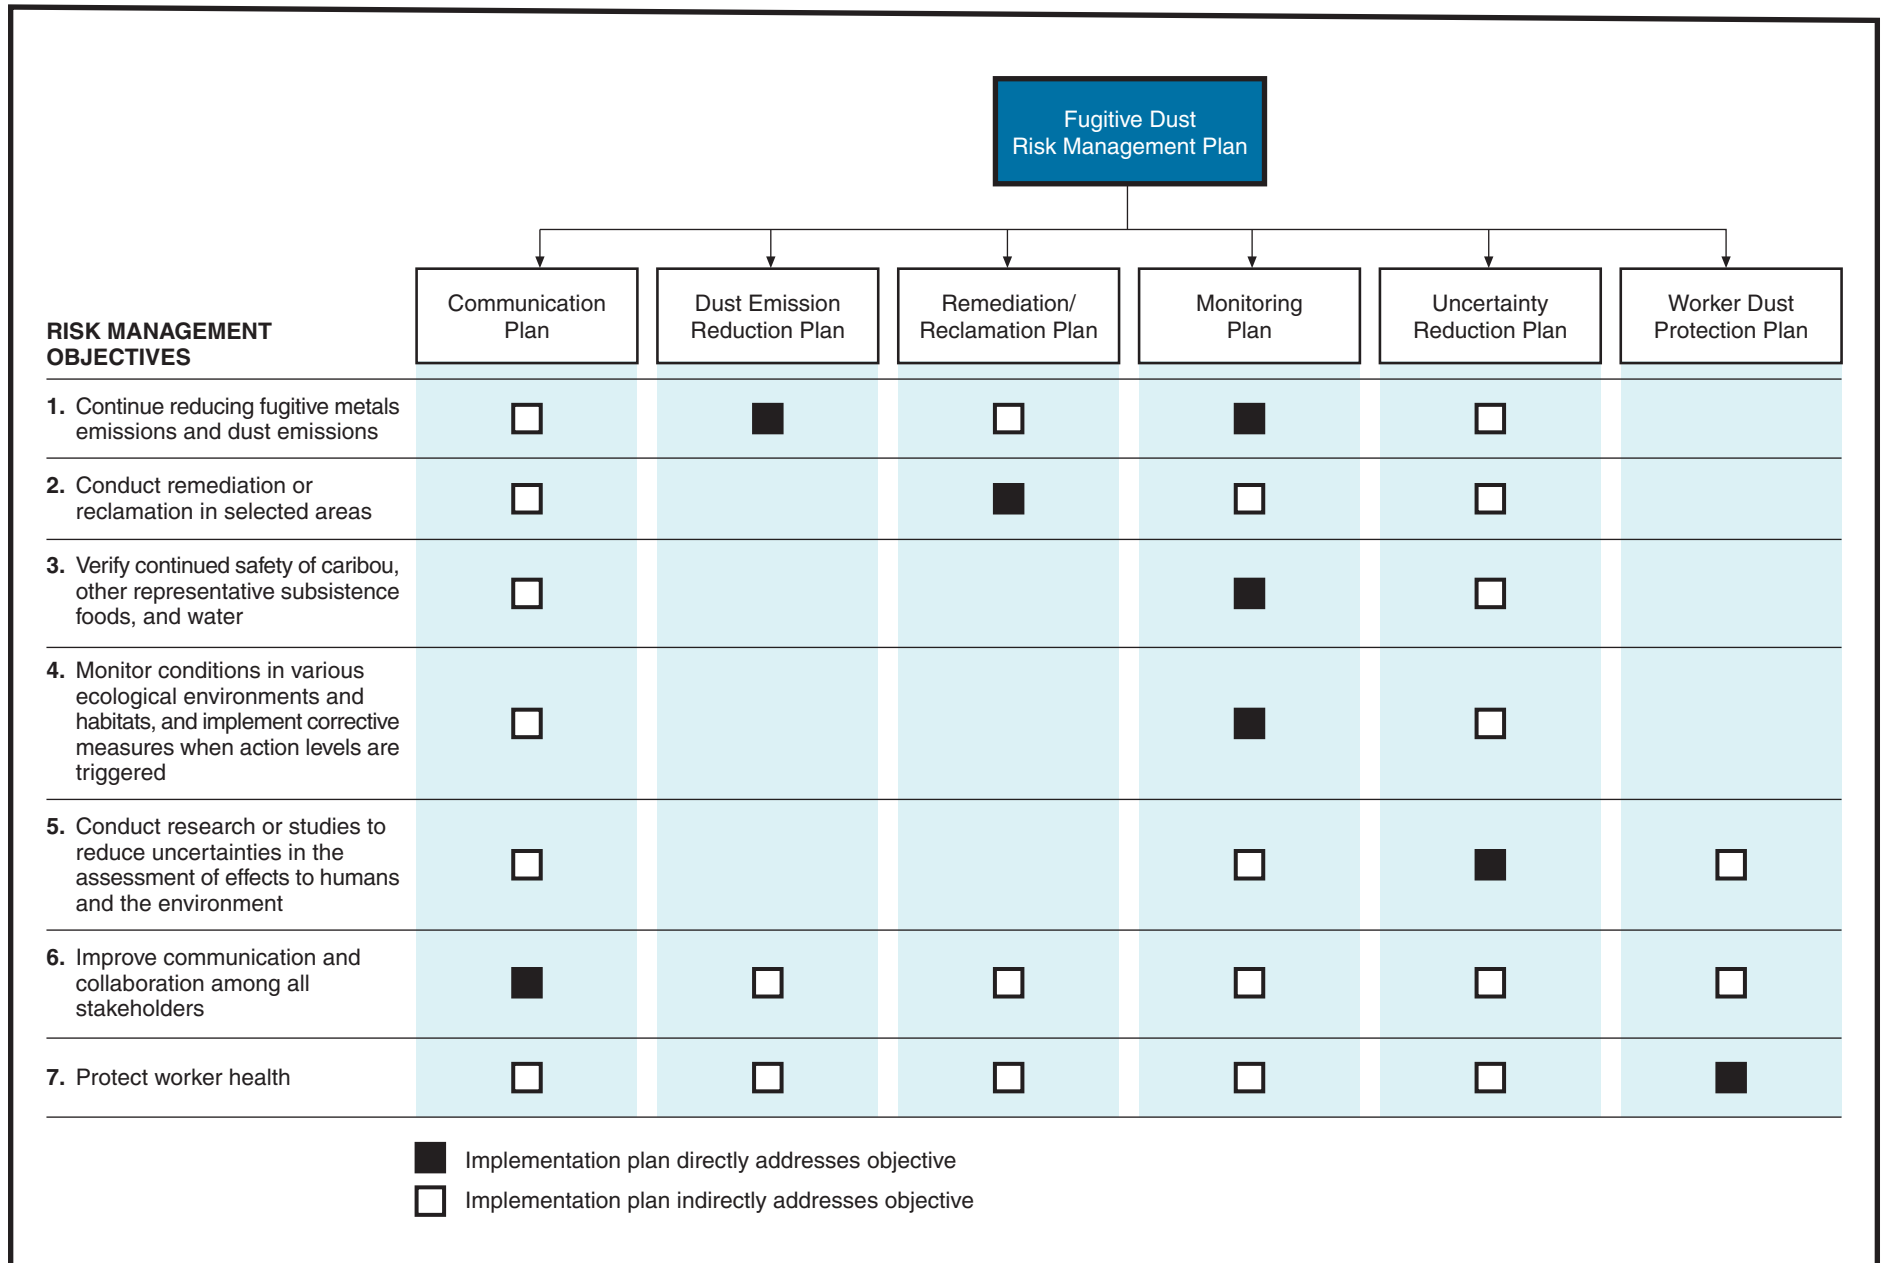 Fugitive Dust
Risk Management Plan
Communication
Plan
Dust Emission
Reduction Plan
Remediation/
Reclamation Plan
Monitoring
Plan
Uncertainty
Reduction Plan
Worker Dust
Protection Plan
RISK MANAGEMENT
OBJECTIVES
1. Continue reducing fugitive metals
emissions and dust emissions
2. Conduct remediation or
reclamation in selected areas
3. Verify continued safety of caribou,
other representative subsistence
foods, and water
4. Monitor conditions in various
ecological environments and
habitats, and implement corrective
measures when action levels are
triggered
5. Conduct research or studies to
reduce uncertainties in the
assessment of effects to humans
and the environment
6. Improve communication and
collaboration among all
stakeholders
7. Protect worker health
Implementation plan directly addresses objective
Implementation plan indirectly addresses objective